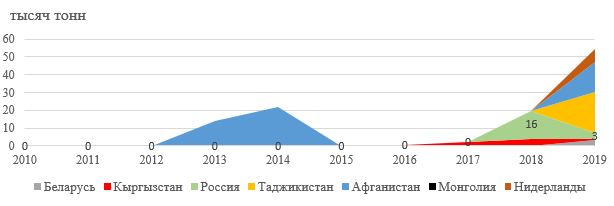 тысяч тонн
60
50
40
30
20
16
10
3
0 0 0 0 0 0 0 0 0
2010 2011 2012 2013 2014 2015 2016 2017 2018 2019
Беларусь Кыргызстан Россия Таджикистан Афганистан Монголия Нидерланды